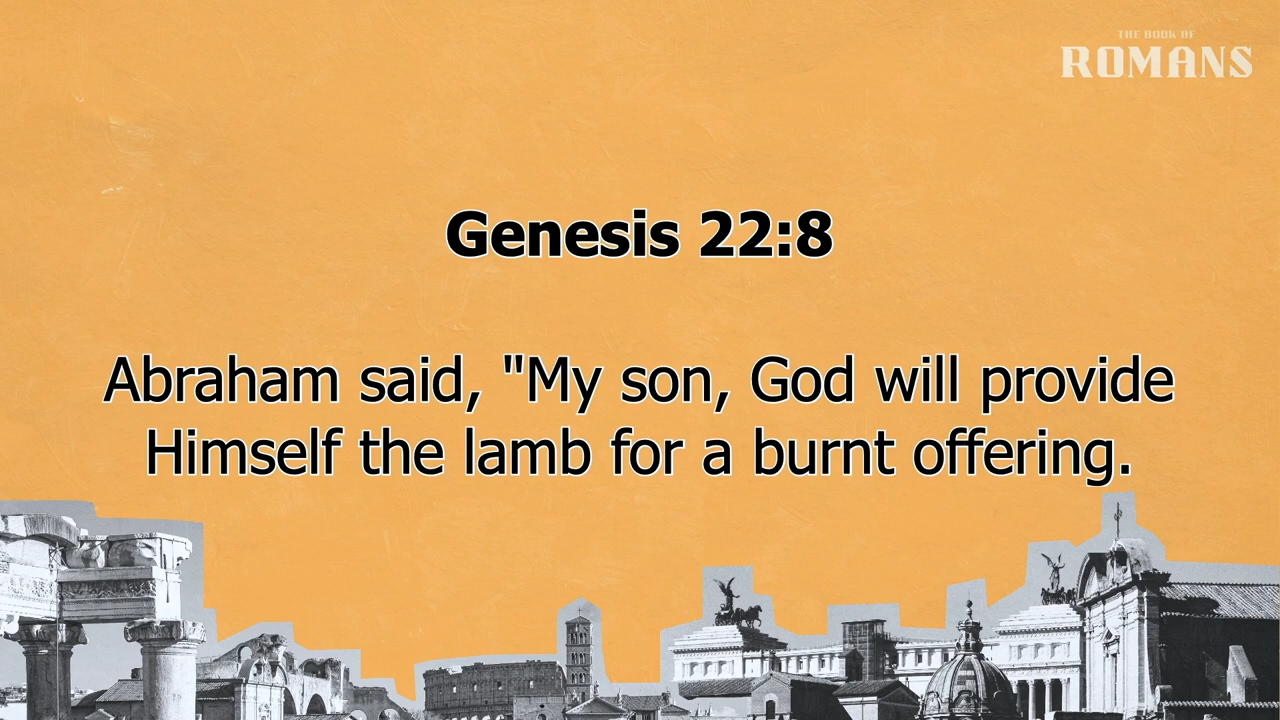 THE BOOK OF
ROMANS
Genesis 22:8
Abraham said, "My son, God will provide
Himself the lamb for a burnt offering.